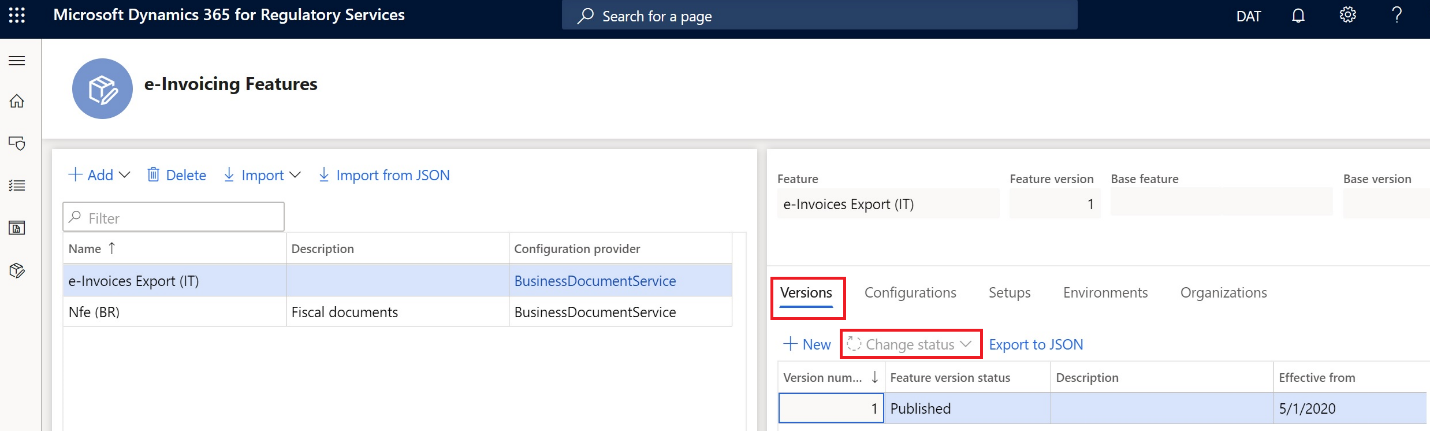 Microsoft Dynamics 365 for Regulatory Services
Search for a page
DAT
?
e-Invoicing Features
+ Add
Delete
Import
Import from JSON
Filter
Name ↑ Description Configuration provider
e-Invoices Export (IT) BusinessDocumentService
Nfe (BR) Fiscal documents BusinessDocumentService
Feature Feature version Base feature Base version
e-Invoices Export (IT) 1
Versions Configurations Setups Environments Organizations
+ New Change status Export to JSON
Version num... ↓ Feature version status Description Effective from
1 Published 5/1/2020